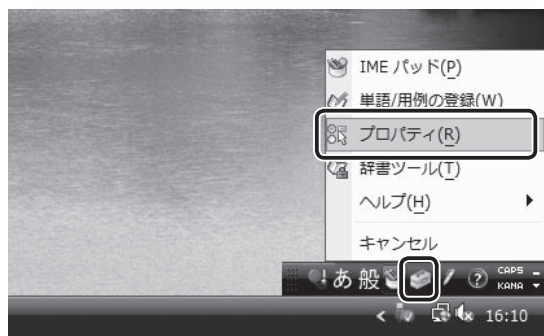 IME パッド(P)
単語/用例の登録(W)
プロパティ(R)
辞書ツール(T)
ヘルプ(H)
キャンセル
あ 般 ? CAPS
KANA
16:10